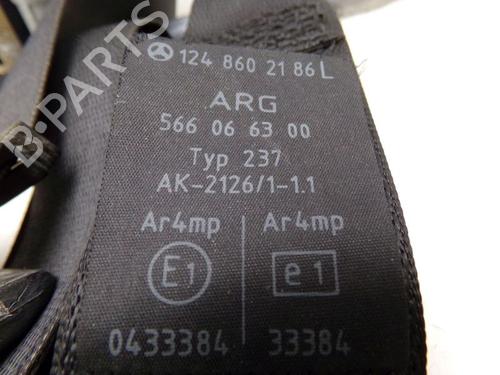 124 860 21 86 L
ARG
566 06 63 00
Typ 237
AK-2126/1-1.1
Ar4mp Ar4mp
E1 e1
0433384 33384